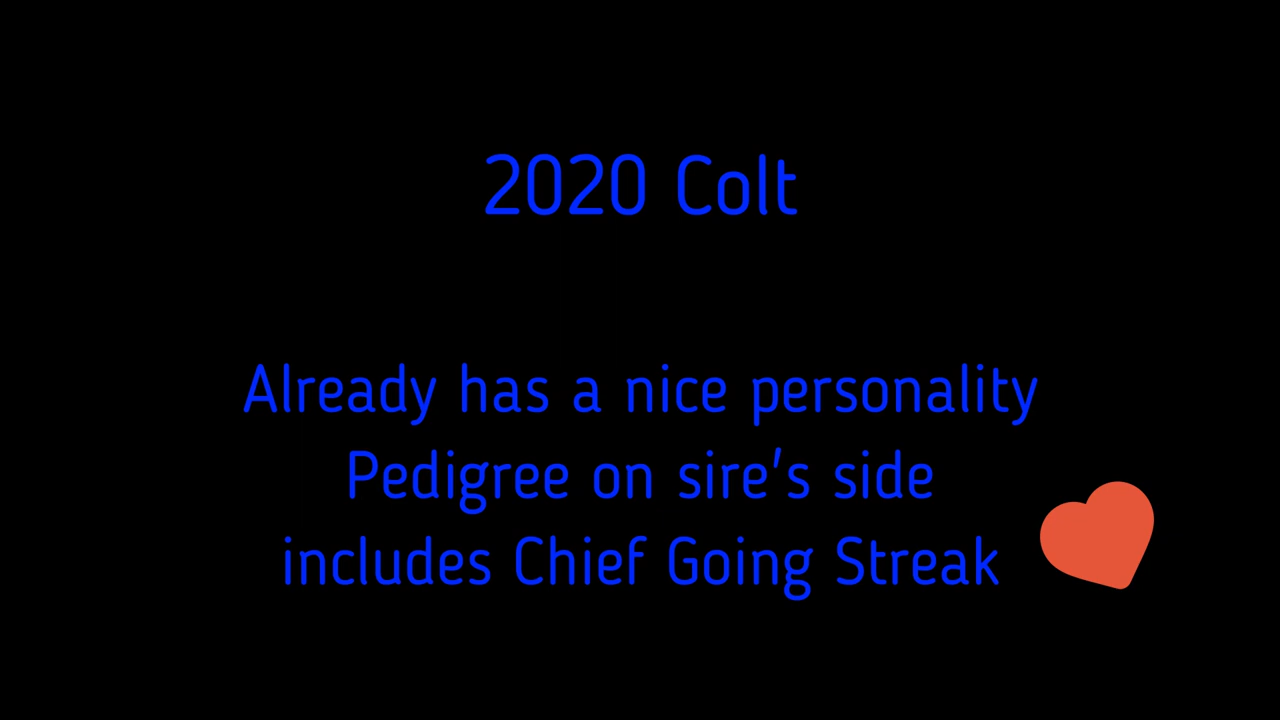 2020 Colt
Already has a nice personality
Pedigree on sire's side
includes Chief Going Streak